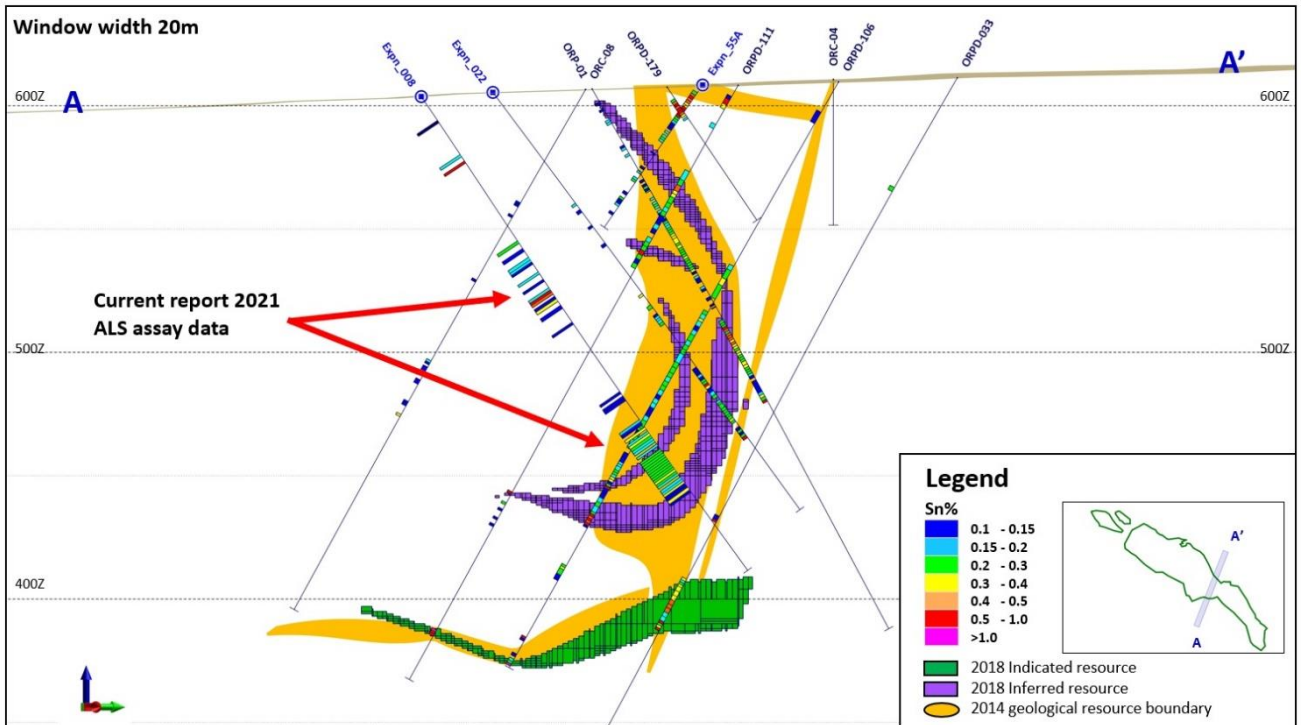 Window width 20m
Expn_008
Expn_022
ORP-01
ORC-08
ORPD-179
Expn_55A
ORPD-111
ORC-04
ORPD-106
ORPD-033
A
A'
600Z
600Z
Current report 2021
ALS assay data
500Z
500Z
400Z
Legend
Sn%
0.1 - 0.15
0.15 - 0.2
0.2 - 0.3
0.3 - 0.4
0.4 - 0.5
0.5 - 1.0
>1.0
2018 Indicated resource
2018 Inferred resource
2014 geological resource boundary
A'
A